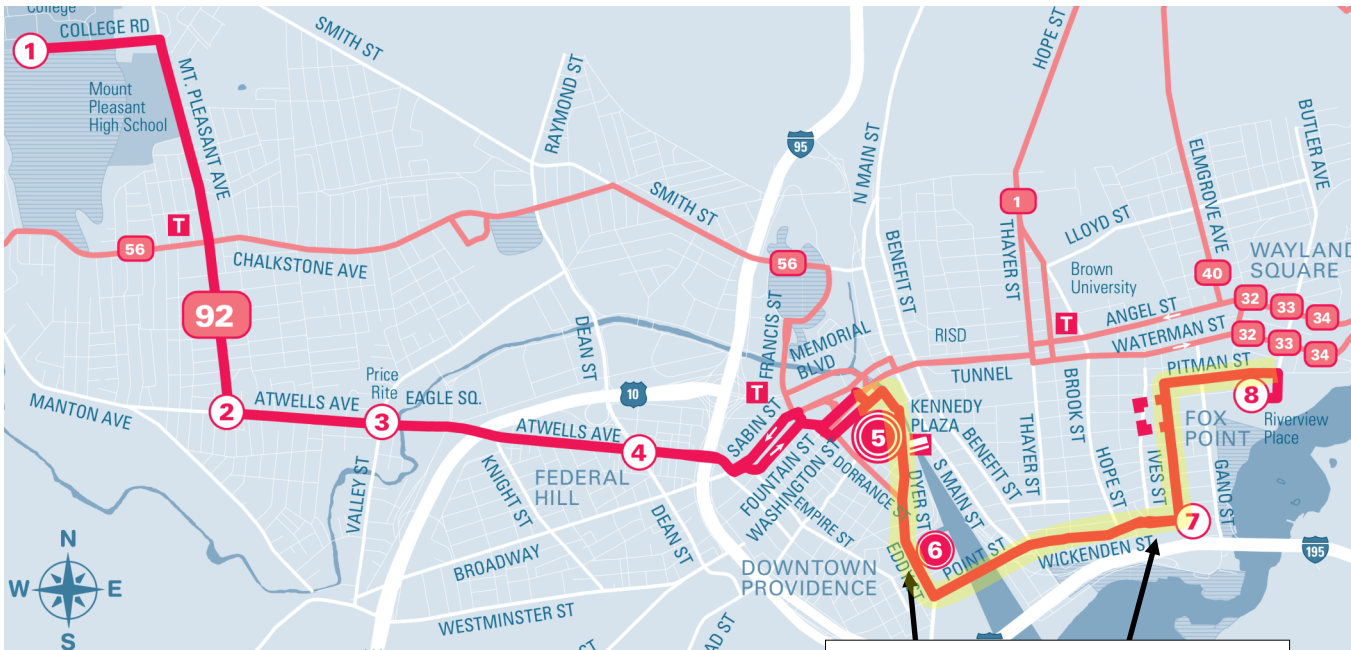 College
COLLEGE RD
1
SMITH ST
MT. PLEASANT AVE
Mount
Pleasant
High School
RAYMOND ST
95
N MAIN ST
HOPE ST
ELMGROVE AVE
BUTLER AVE
T
56
CHALKSTONE AVE
SMITH ST
56
BENEFIT ST
1
THAYER ST
LLOYD ST
Brown
University
40
WAYLAND
SQUARE
92
DEAN ST
FRANCIS ST
MEMORIAL
BLVD
RISD
T
ANGEL ST
WATERMAN ST
32
33
34
32
33
34
TUNNEL
PITMAN ST
MANTON AVE
2
ATWELLS AVE
Price
Rite
3
EAGLE SQ.
10
ATWELLS AVE
4
T
SABIN ST
5
KENNEDY
PLAZA
BROOK ST
8
FOX
POINT
Riverview
Place
FEDERAL
HILL
VALLEY ST
KNIGHT ST
DEAN ST
FOUNTAIN ST
WASHINGTON ST
EMPIRE ST
DORRANCE ST
DYER ST
S MAIN ST
BENEFIT ST
THAYER ST
HOPE ST
IVES ST
GANO ST
7
BROADWAY
WESTMINSTER ST
DOWNTOWN
PROVIDENCE
EDDY ST
6
POINT ST
WICKENDEN ST
195
N
W
E
S